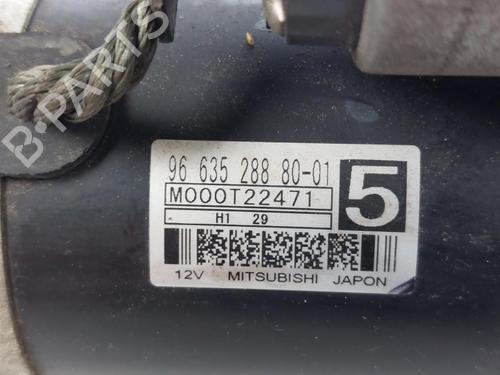 B-PARTS
96 635 288 80-01
5
M000T22471
H1 29
12V MITSUBISHI JAPON